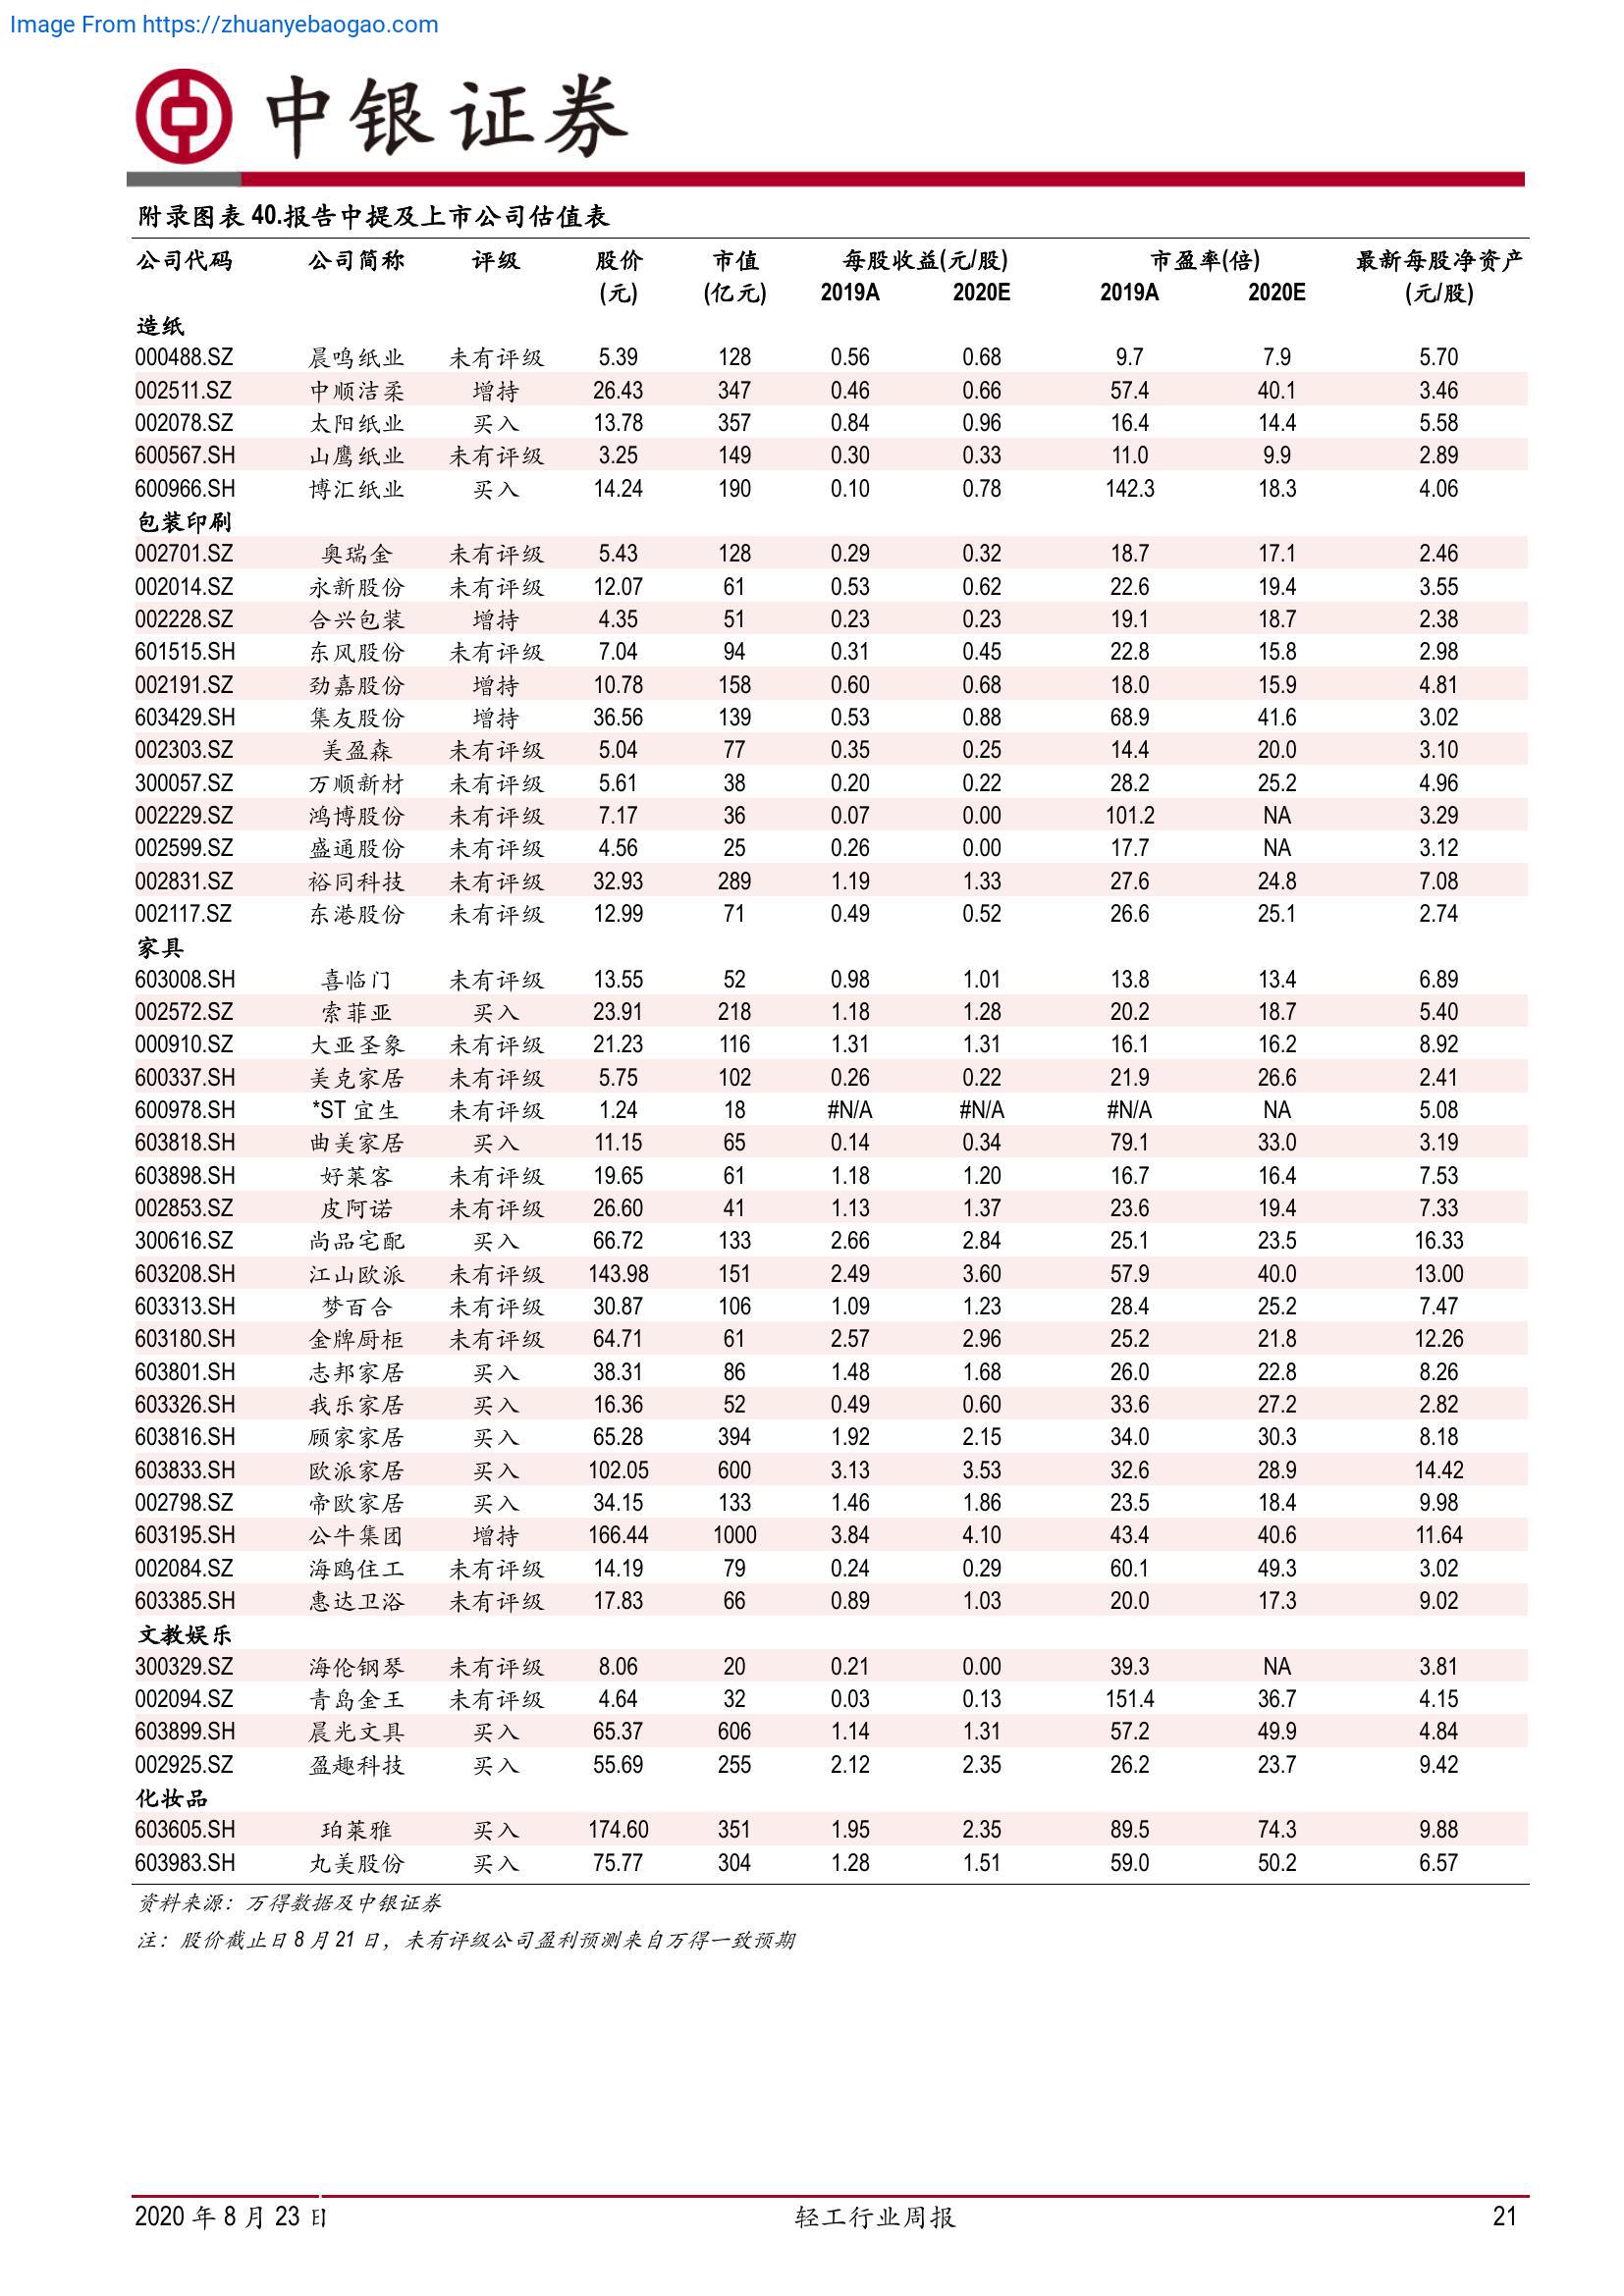 Image From https://zhuanyebaogao.com
中银证券
附录图表 40.报告中提及上市公司估值表
公司代码 公司简称 评级 股价 市值 每股收益(元/股) 市盈率(倍) 最新每股净资产
(元) (亿元) 2019A 2020E 2019A 2020E (元/股)
造纸
000488.SZ 晨鸣纸业 未有评级 5.39 128 0.56 0.68 9.7 7.9 5.70
002511.SZ 中顺洁柔 增持 26.43 347 0.46 0.66 57.4 40.1 3.46
002078.SZ 太阳纸业 买入 13.78 357 0.84 0.96 16.4 14.4 5.58
600567.SH 山鹰纸业 未有评级 3.25 149 0.30 0.33 11.0 9.9 2.89
600966.SH 博汇纸业 买入 14.24 190 0.10 0.78 142.3 18.3 4.06
包装印刷
002701.SZ 奥瑞金 未有评级 5.43 128 0.29 0.32 18.7 17.1 2.46
002014.SZ 永新股份 未有评级 12.07 61 0.53 0.62 22.6 19.4 3.55
002228.SZ 合兴包装 增持 4.35 51 0.23 0.23 19.1 18.7 2.38
601515.SH 东风股份 未有评级 7.04 94 0.31 0.45 22.8 15.8 2.98
002191.SZ 劲嘉股份 增持 10.78 158 0.60 0.68 18.0 15.9 4.81
603429.SH 集友股份 增持 36.56 139 0.53 0.88 68.9 41.6 3.02
002303.SZ 美盈森 未有评级 5.04 77 0.35 0.25 14.4 20.0 3.10
300057.SZ 万顺新材 未有评级 5.61 38 0.20 0.22 28.2 25.2 4.96
002229.SZ 鸿博股份 未有评级 7.17 36 0.07 0.00 101.2 NA 3.29
002599.SZ 盛通股份 未有评级 4.56 25 0.26 0.00 17.7 NA 3.12
002831.SZ 裕同科技 未有评级 32.93 289 1.19 1.33 27.6 24.8 7.08
002117.SZ 东港股份 未有评级 12.99 71 0.49 0.52 26.6 25.1 2.74
家具
603008.SH 喜临门 未有评级 13.55 52 0.98 1.01 13.8 13.4 6.89
002572.SZ 索菲亚 买入 23.91 218 1.18 1.28 20.2 18.7 5.40
000910.SZ 大亚圣象 未有评级 21.23 116 1.31 1.31 16.1 16.2 8.92
600337.SH 美克家居 未有评级 5.75 102 0.26 0.22 21.9 26.6 2.41
600978.SH *ST 宜生 未有评级 1.24 18 #N/A #N/A #N/A NA 5.08
603818.SH 曲美家居 买入 11.15 65 0.14 0.34 79.1 33.0 3.19
603898.SH 好莱客 未有评级 19.65 61 1.18 1.20 16.7 16.4 7.53
002853.SZ 皮阿诺 未有评级 26.60 41 1.13 1.37 23.6 19.4 7.33
300616.SZ 尚品宅配 买入 66.72 133 2.66 2.84 25.1 23.5 16.33
603208.SH 江山欧派 未有评级 143.98 151 2.49 3.60 57.9 40.0 13.00
603313.SH 梦百合 未有评级 30.87 106 1.09 1.23 28.4 25.2 7.47
603180.SH 金牌厨柜 未有评级 64.71 61 2.57 2.96 25.2 21.8 12.26
603801.SH 志邦家居 买入 38.31 86 1.48 1.68 26.0 22.8 8.26
603326.SH 我乐家居 买入 16.36 52 0.49 0.60 33.6 27.2 2.82
603816.SH 顾家家居 买入 65.28 394 1.92 2.15 34.0 30.3 8.18
603833.SH 欧派家居 买入 102.05 600 3.13 3.53 32.6 28.9 14.42
002798.SZ 帝欧家居 买入 34.15 133 1.46 1.86 23.5 18.4 9.98
603195.SH 公牛集团 增持 166.44 1000 3.84 4.10 43.4 40.6 11.64
002084.SZ 海鸥住工 未有评级 14.19 79 0.24 0.29 60.1 49.3 3.02
603385.SH 惠达卫浴 未有评级 17.83 66 0.89 1.03 20.0 17.3 9.02
文教娱乐
300329.SZ 海伦钢琴 未有评级 8.06 20 0.21 0.00 39.3 NA 3.81
002094.SZ 青岛金王 未有评级 4.64 32 0.03 0.13 151.4 36.7 4.15
603899.SH 晨光文具 买入 65.37 606 1.14 1.31 57.2 49.9 4.84
002925.SZ 盈趣科技 买入 55.69 255 2.12 2.35 26.2 23.7 9.42
化妆品
603605.SH 珀莱雅 买入 174.60 351 1.95 2.35 89.5 74.3 9.88
603983.SH 丸美股份 买入 75.77 304 1.28 1.51 59.0 50.2 6.57
资料来源：万得数据及中银证券
注：股价截止日 8 月 21 日，未有评级公司盈利预测来自万得一致预期
2020 年 8 月 23 日 轻工行业周报 21